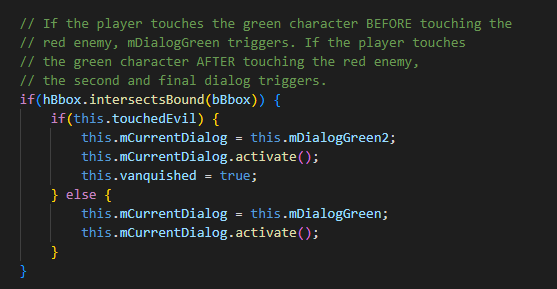 // If the player touches the green character BEFORE touching the
// red enemy, mDialogGreen triggers. If the player touches
// the green character AFTER touching the red enemy,
// the second and final dialog triggers.
if(hBbox.intersectsBound(bBbox)) {
    if(this.touchedEvil) {
        this.mCurrentDialog = this.mDialogGreen2;
        this.mCurrentDialog.activate();
        this.vanquished = true;
    } else {
        this.mCurrentDialog = this.mDialogGreen;
        this.mCurrentDialog.activate();
    }
}